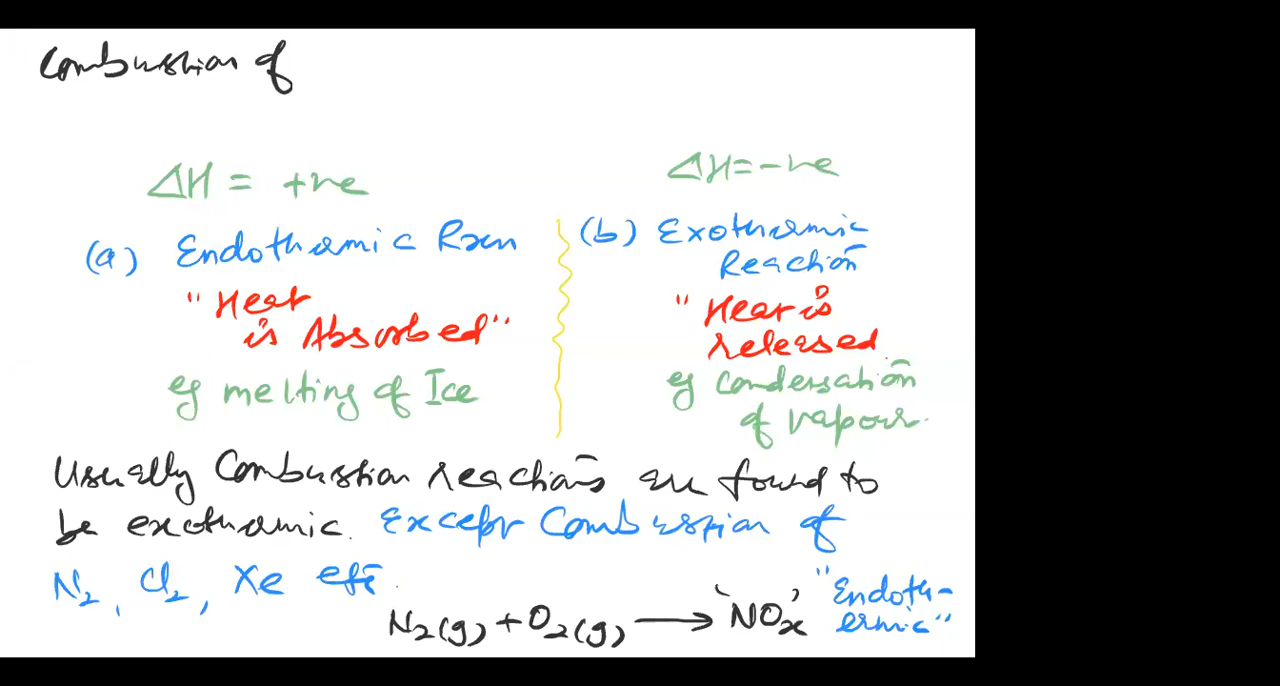 Combustion of
ΔH = +ve
(a) Endothermic Rxn
"Heat
is Absorbed"
eg melting of Ice
ΔH = -ve
(b) Exothermic
Reaction
"Heat is
released
eg Condensation
of vapour.
Usually Combustion reactions are found to
be exothermic. Except Combustion of
N₂, Cl₂, Xe etc.
N₂(g) + O₂(g) → 'NOₓ' "Endoth-
ermic"